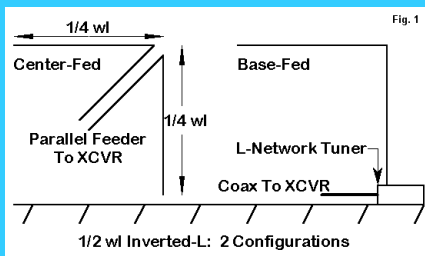 Fig. 1
1/4 wl
Center-Fed
Base-Fed
1/4 wl
Parallel Feeder
To XCVR
L-Network Tuner
Coax To XCVR
1/2 wl Inverted-L: 2 Configurations